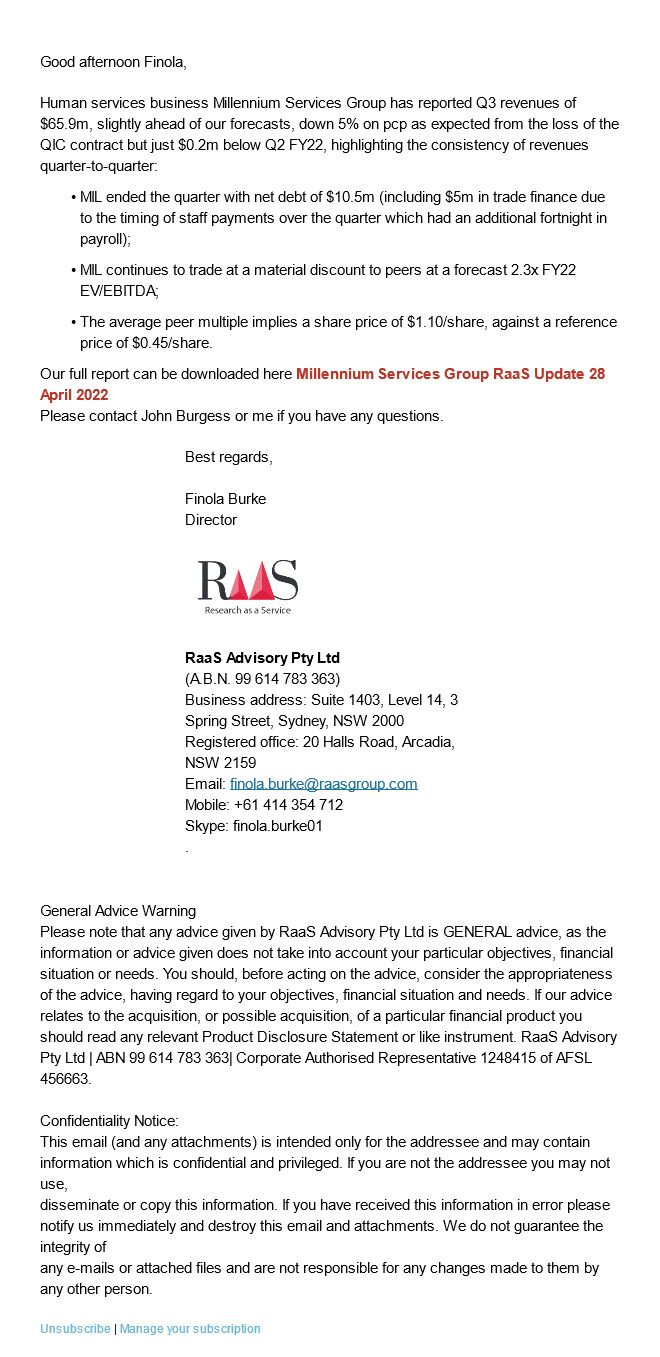 Good afternoon Finola,
Human services business Millennium Services Group has reported Q3 revenues of
$65.9m, slightly ahead of our forecasts, down 5% on pcp as expected from the loss of the
QIC contract but just $0.2m below Q2 FY22, highlighting the consistency of revenues
quarter-to-quarter:
• MIL ended the quarter with net debt of $10.5m (including $5m in trade finance due
to the timing of staff payments over the quarter which had an additional fortnight in
payroll);
• MIL continues to trade at a material discount to peers at a forecast 2.3x FY22
EV/EBITDA;
• The average peer multiple implies a share price of $1.10/share, against a reference
price of $0.45/share.
Our full report can be downloaded here Millennium Services Group RaaS Update 28
April 2022
Please contact John Burgess or me if you have any questions.
Best regards,
Finola Burke
Director
RAAS
Research as a Service
RaaS Advisory Pty Ltd
(A.B.N. 99 614 783 363)
Business address: Suite 1403, Level 14, 3
Spring Street, Sydney, NSW 2000
Registered office: 20 Halls Road, Arcadia,
NSW 2159
Email: finola.burke@raasgroup.com
Mobile: +61 414 354 712
Skype: finola.burke01
.
General Advice Warning
Please note that any advice given by RaaS Advisory Pty Ltd is GENERAL advice, as the
information or advice given does not take into account your particular objectives, financial
situation or needs. You should, before acting on the advice, consider the appropriateness
of the advice, having regard to your objectives, financial situation and needs. If our advice
relates to the acquisition, or possible acquisition, of a particular financial product you
should read any relevant Product Disclosure Statement or like instrument. RaaS Advisory
Pty Ltd | ABN 99 614 783 363| Corporate Authorised Representative 1248415 of AFSL
456663.
Confidentiality Notice:
This email (and any attachments) is intended only for the addressee and may contain
information which is confidential and privileged. If you are not the addressee you may not
use,
disseminate or copy this information. If you have received this information in error please
notify us immediately and destroy this email and attachments. We do not guarantee the
integrity of
any e-mails or attached files and are not responsible for any changes made to them by
any other person.
Unsubscribe | Manage your subscription